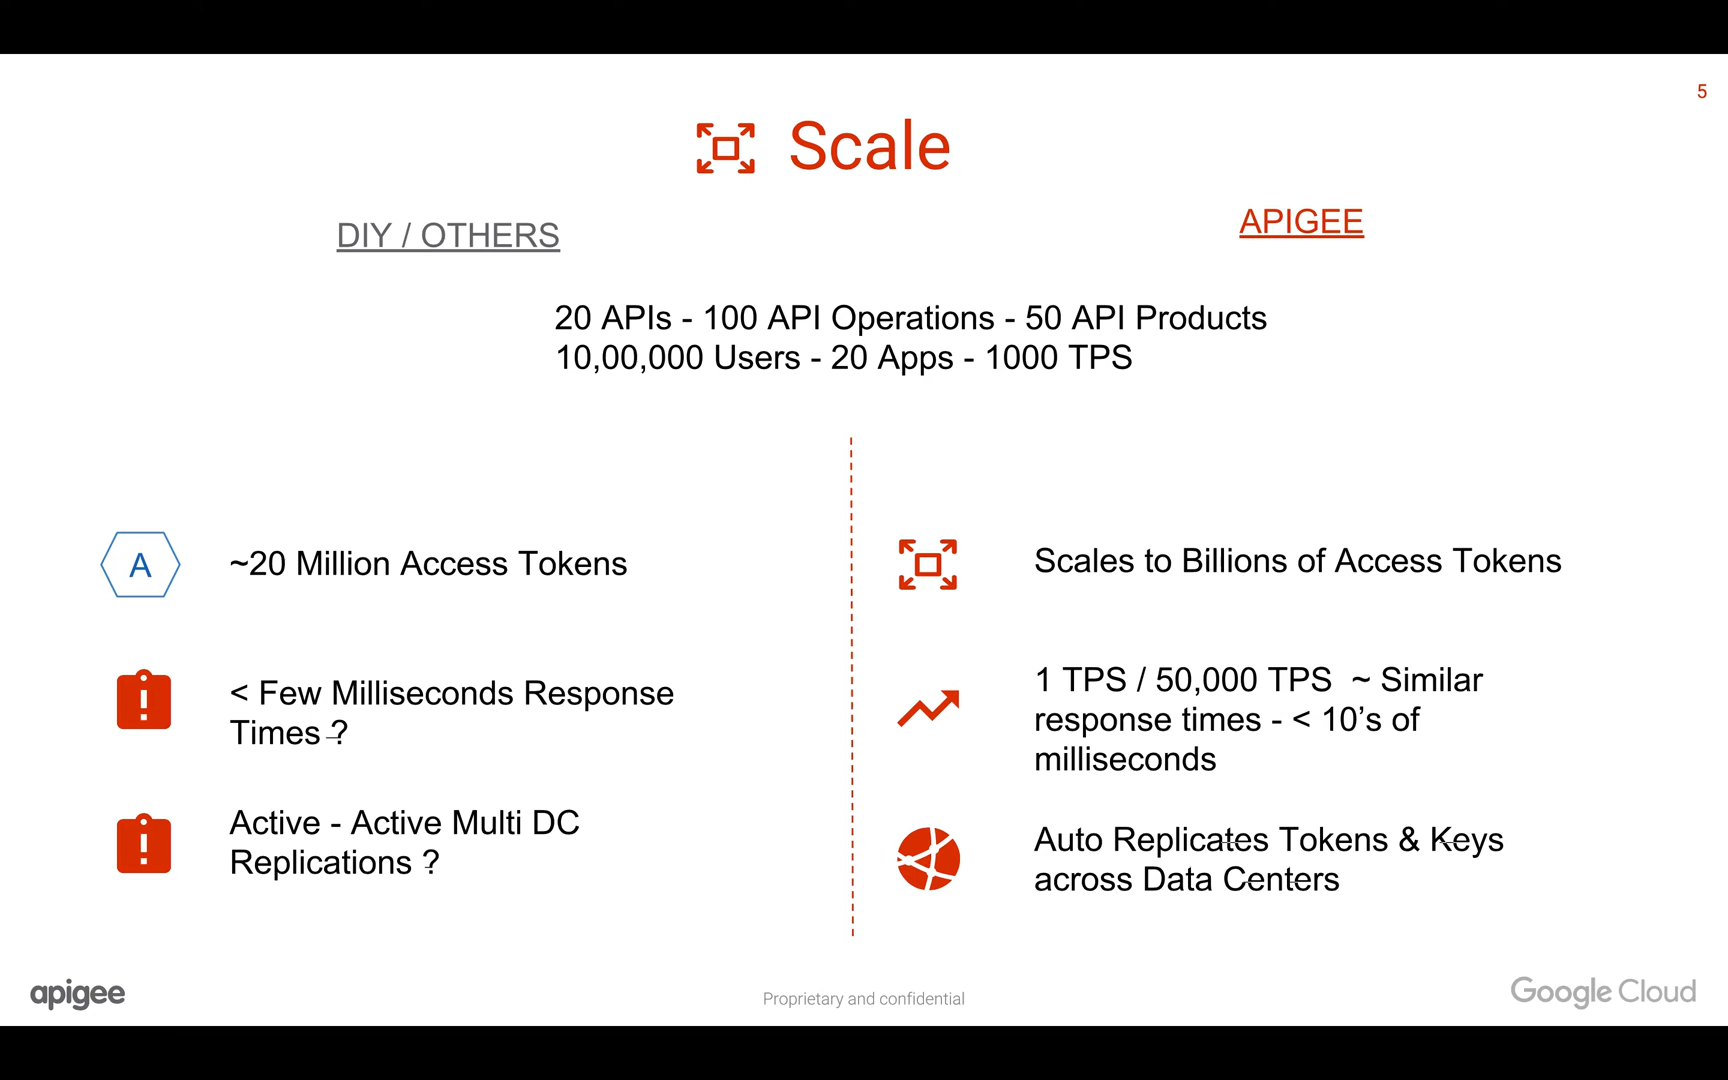 5
Scale
DIY / OTHERS
APIGEE
20 APIs - 100 API Operations - 50 API Products
10,00,000 Users - 20 Apps - 1000 TPS
A
~20 Million Access Tokens
< Few Milliseconds Response
Times ?
Active - Active Multi DC
Replications ?
Scales to Billions of Access Tokens
1 TPS / 50,000 TPS ~ Similar
response times - < 10's of
milliseconds
Auto Replicates Tokens & Keys
across Data Centers
apigee
Proprietary and confidential
Google Cloud